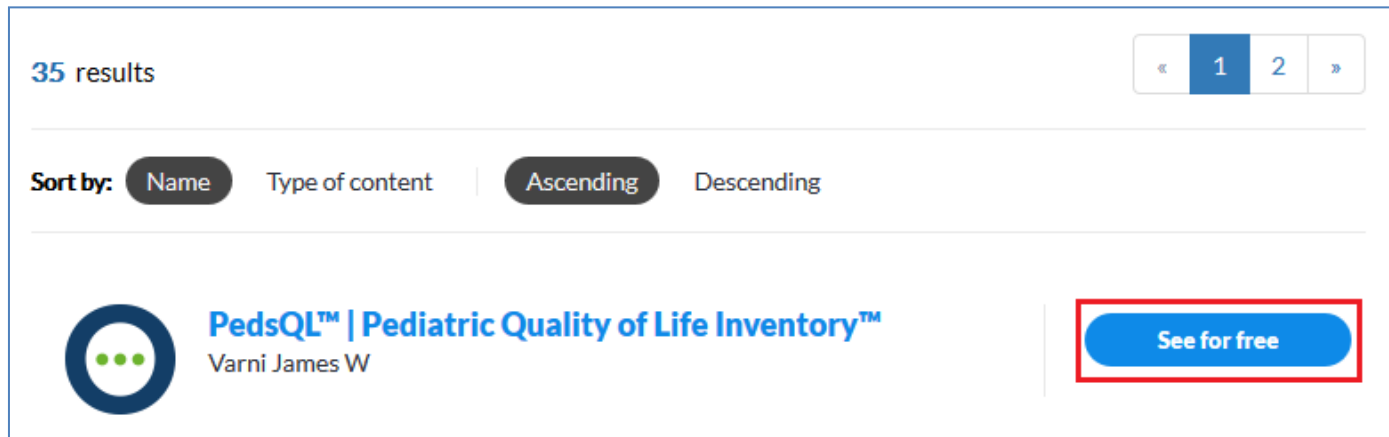 35 results
« 1 2 »
Sort by: Name Type of content Ascending Descending
PedsQL™ | Pediatric Quality of Life Inventory™
Varni James W
See for free